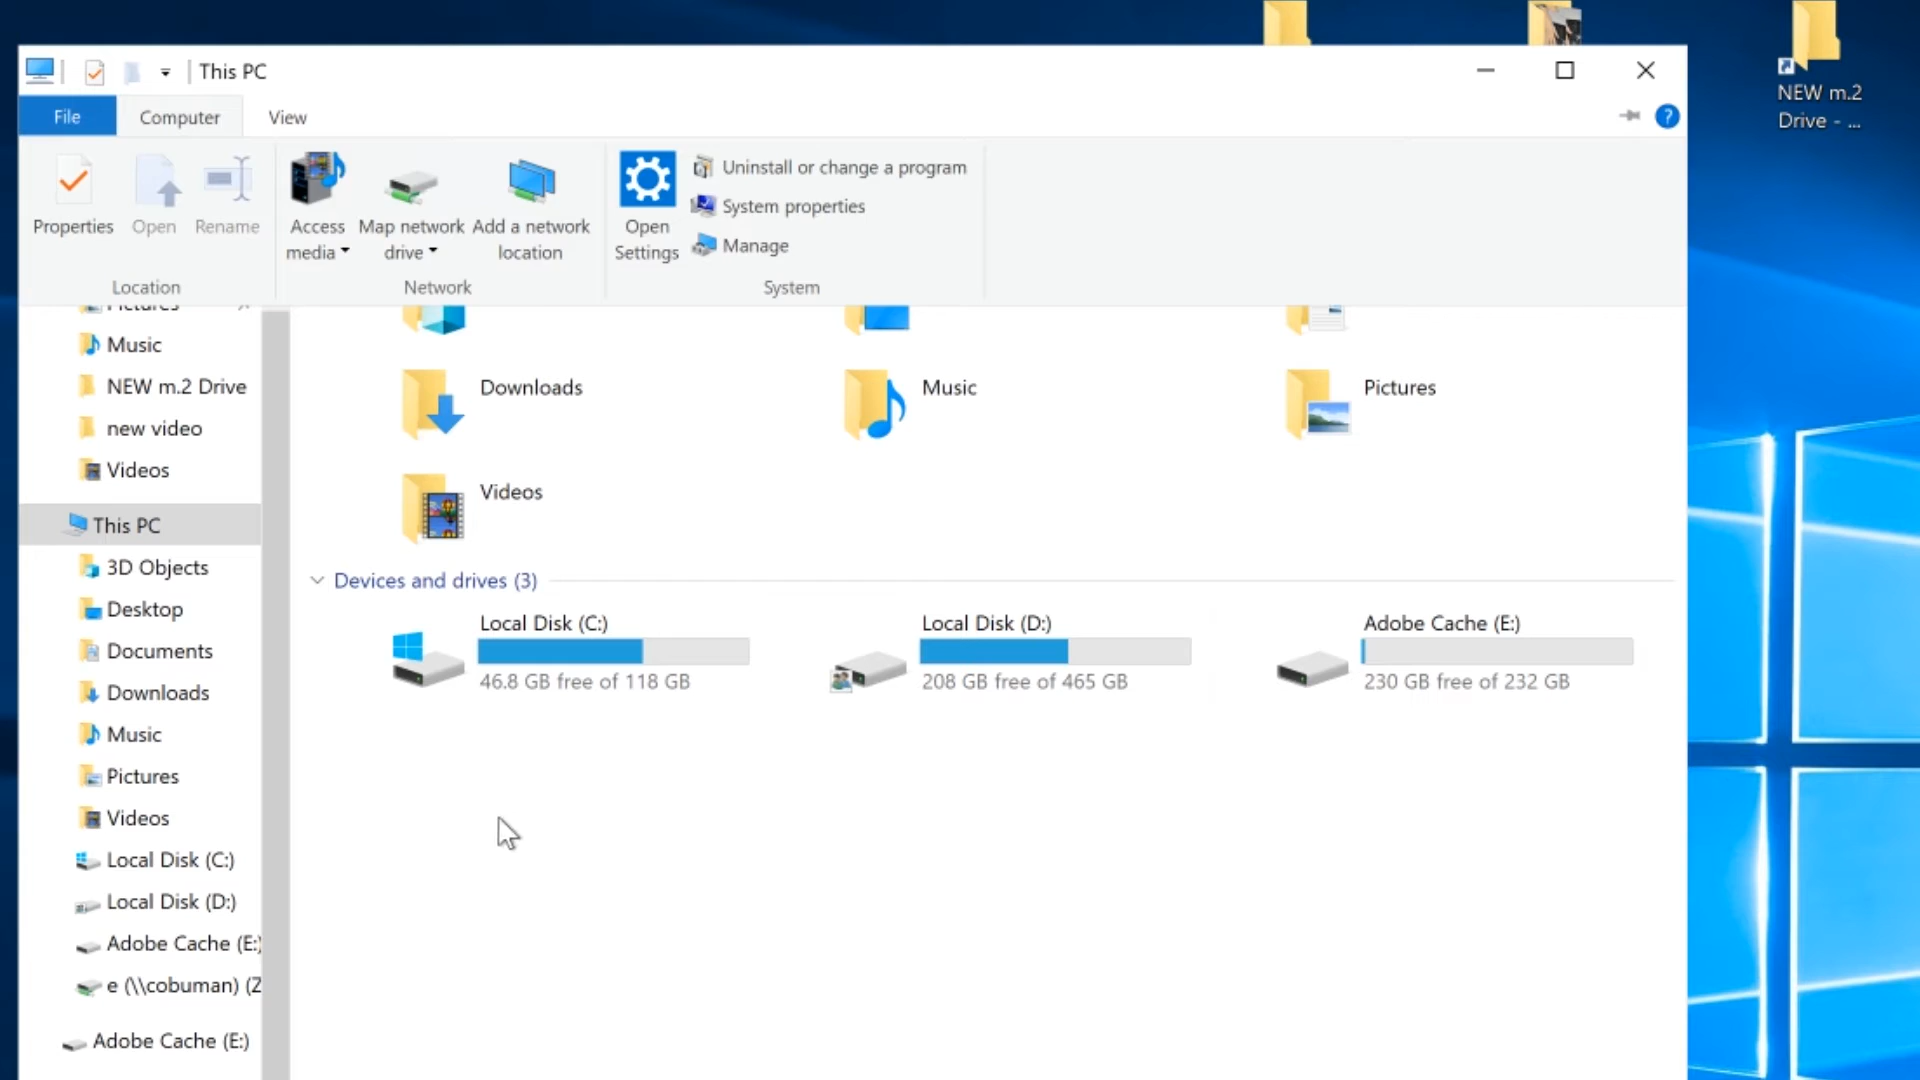 This PC
File
Computer
View
?
Properties
Open
Rename
Access
media
Map network
drive
Add a network
location
Open
Settings
Uninstall or change a program
System properties
Manage
Location
Network
System
Pictures
Music
NEW m.2 Drive
new video
Videos
This PC
3D Objects
Desktop
Documents
Downloads
Music
Pictures
Videos
Local Disk (C:)
Local Disk (D:)
Adobe Cache (E:)
e (\\cobuman) (Z
Adobe Cache (E:)
Downloads
Music
Pictures
Videos
Devices and drives (3)
Local Disk (C:)
46.8 GB free of 118 GB
Local Disk (D:)
208 GB free of 465 GB
Adobe Cache (E:)
230 GB free of 232 GB
NEW m.2
Drive - ...